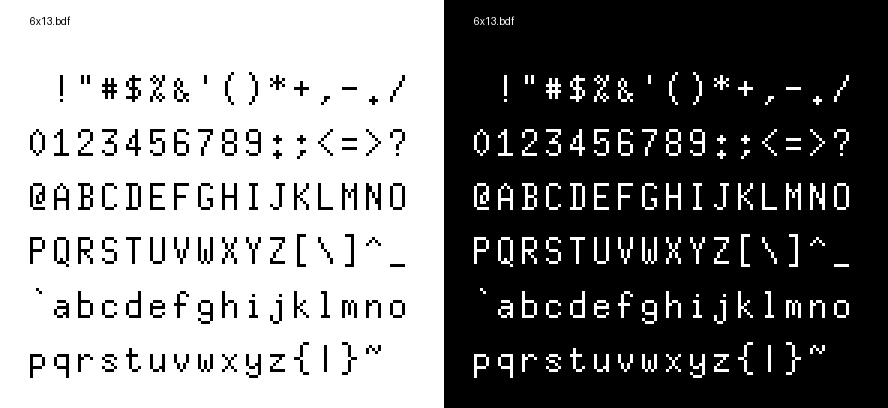 6x13.bdf 6x13.bdf
!"#$%&'()*+,-./ !"#$%&'()*+,-./
0123456789:;<=>? 0123456789:;<=>?
@ABCDEFGHIJKLMNO @ABCDEFGHIJKLMNO
PQRSTUVWXYZ[\]^_ PQRSTUVWXYZ[\]^_
`abcdefghijklmno `abcdefghijklmno
pqrstuvwxyz{|}~ pqrstuvwxyz{|}~